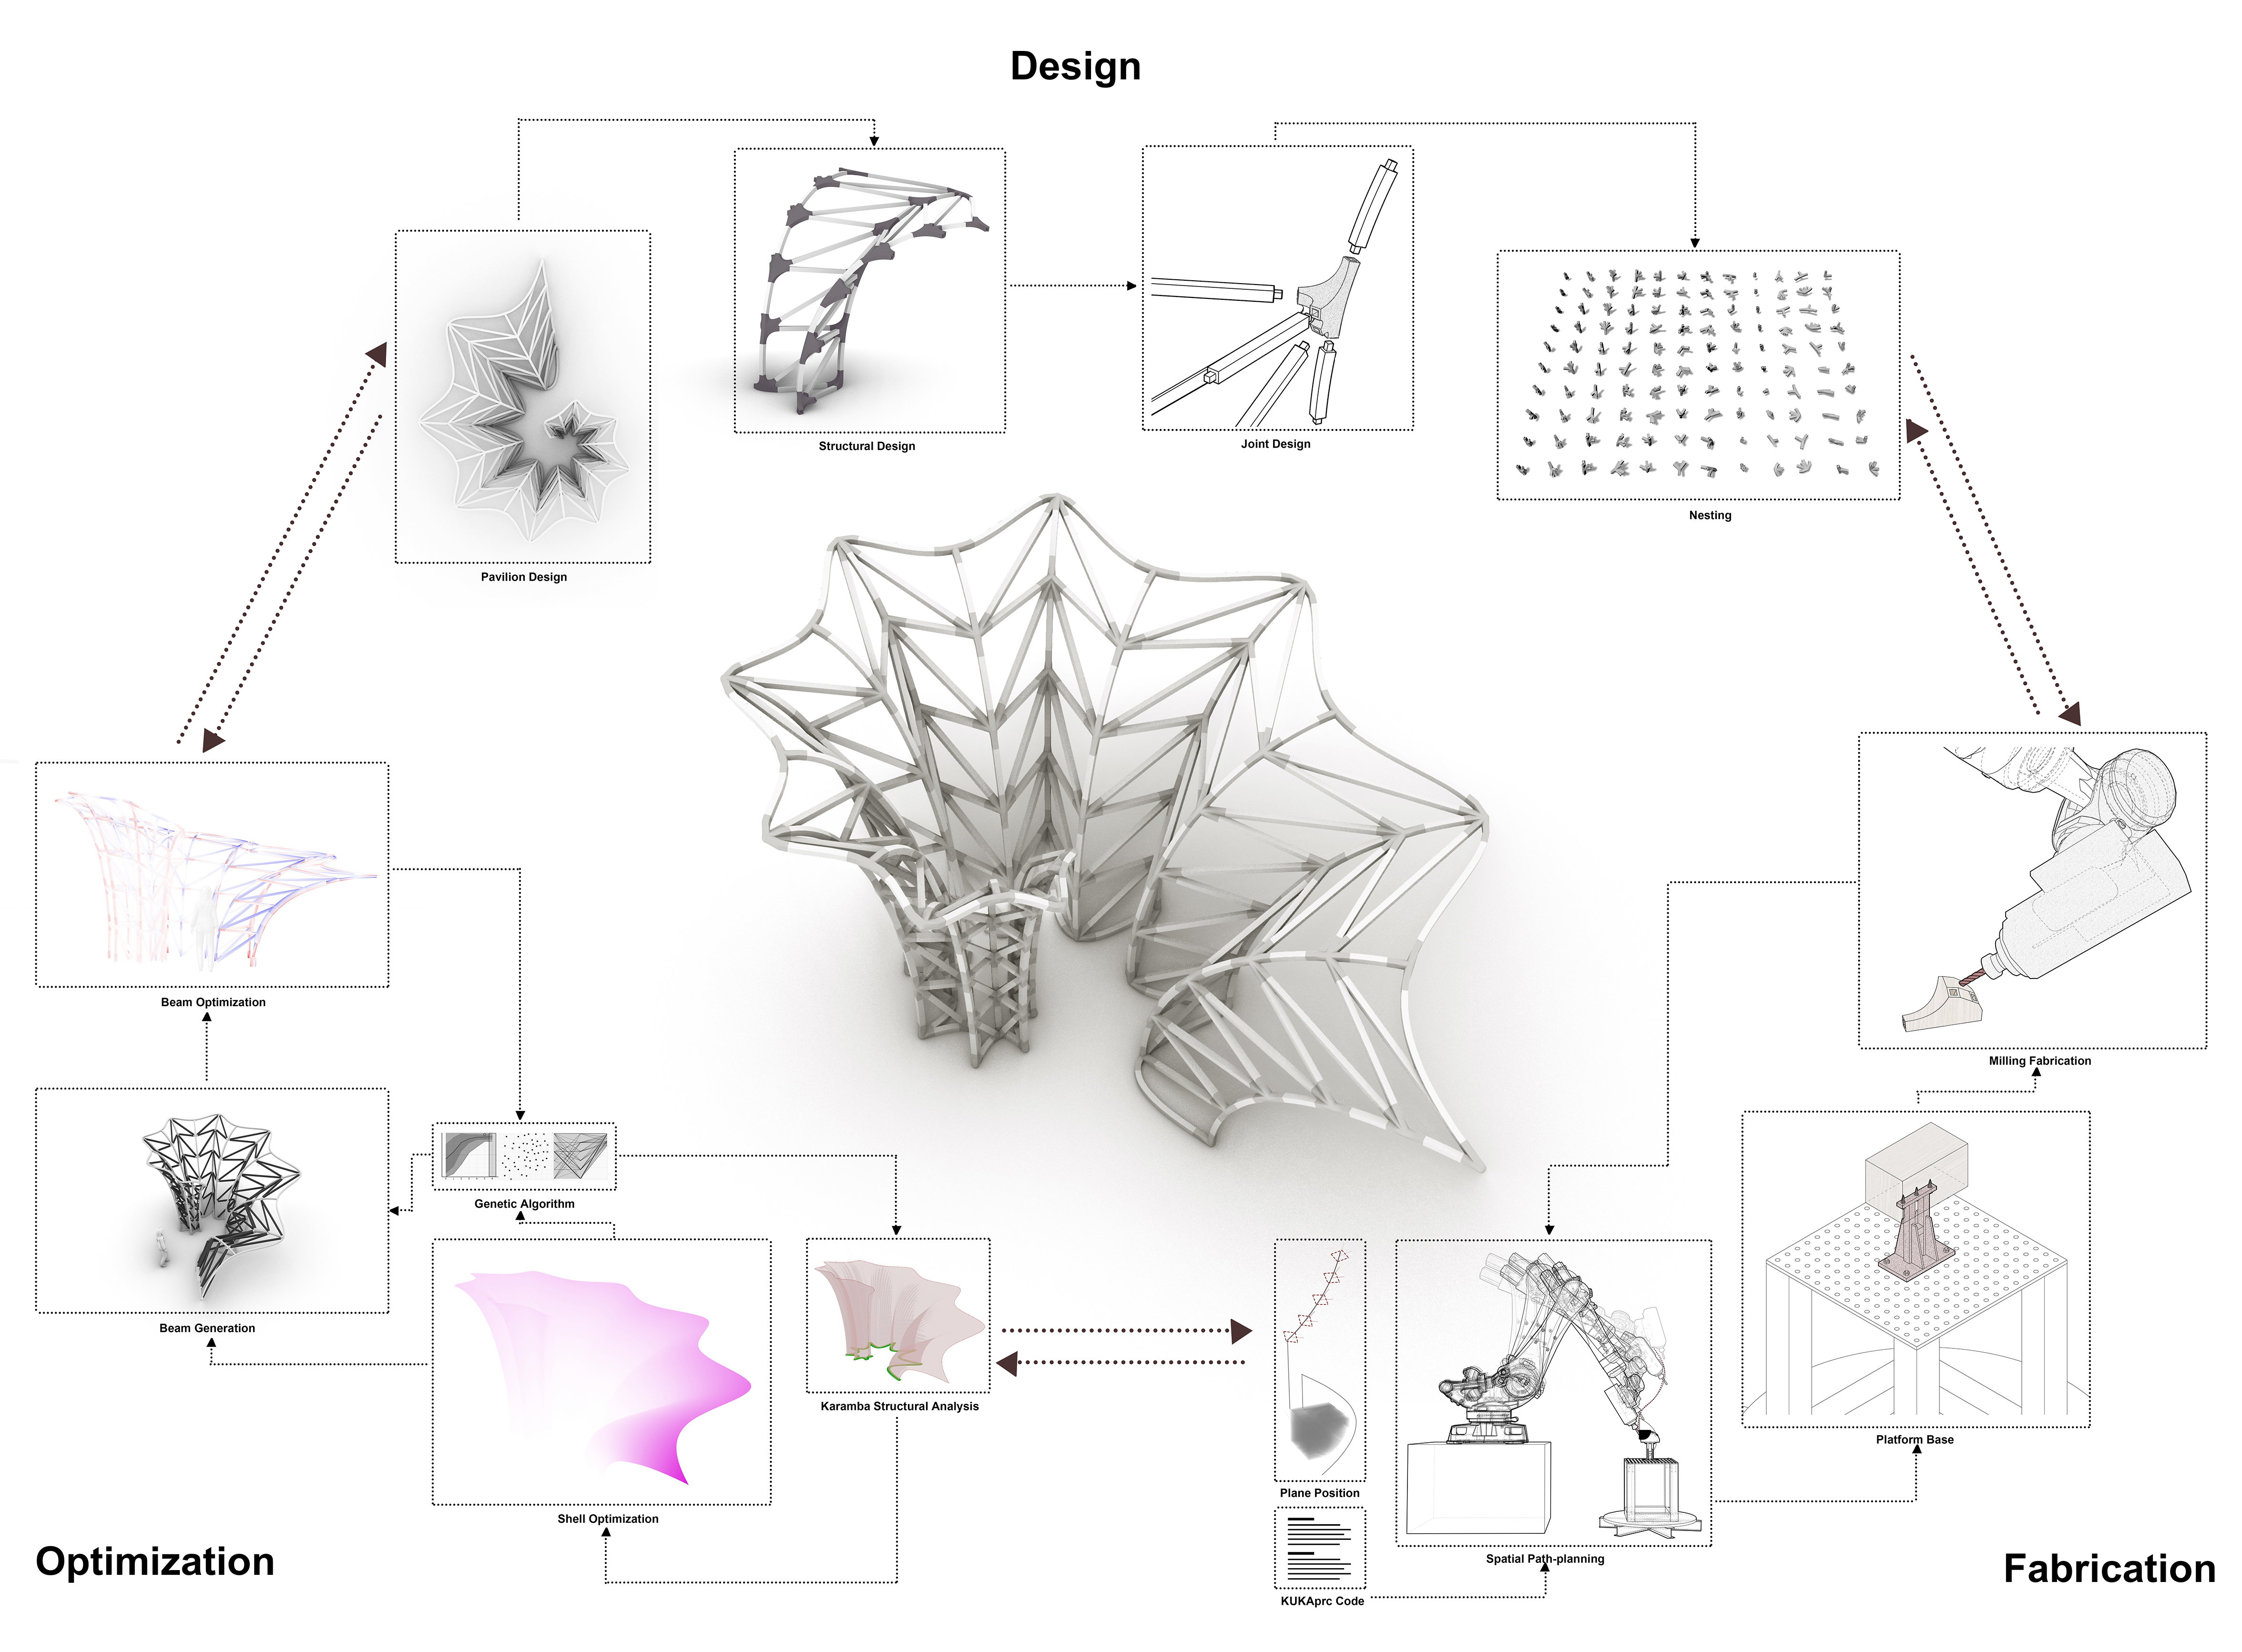 Design
Structural Design
Joint Design
Nesting
Pavilion Design
Beam Optimization
Milling Fabrication
Genetic Algorithm
Beam Generation
Karamba Structural Analysis
Platform Base
Plane Position
Shell Optimization
Spatial Path-planning
KUKAprc Code
Optimization
Fabrication